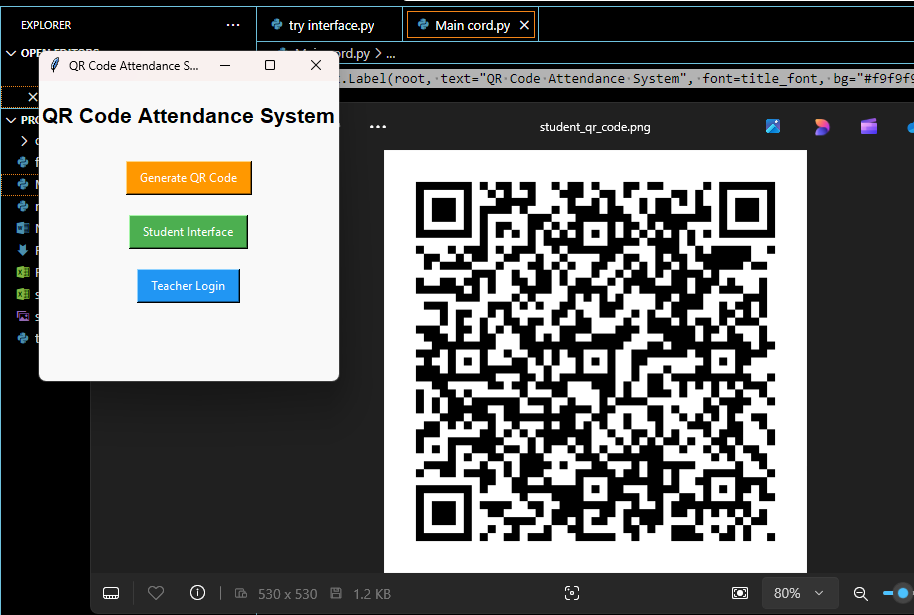 EXPLORER
try interface.py
Main cord.py
OPEN EDITORS
cord.py > ...
.Label(root, text="QR Code Attendance System", font=title_font, bg="#f9f9f9
QR Code Attendance S...
QR Code Attendance System
Generate QR Code
Student Interface
Teacher Login
student_qr_code.png
530 x 530
1.2 KB
80%